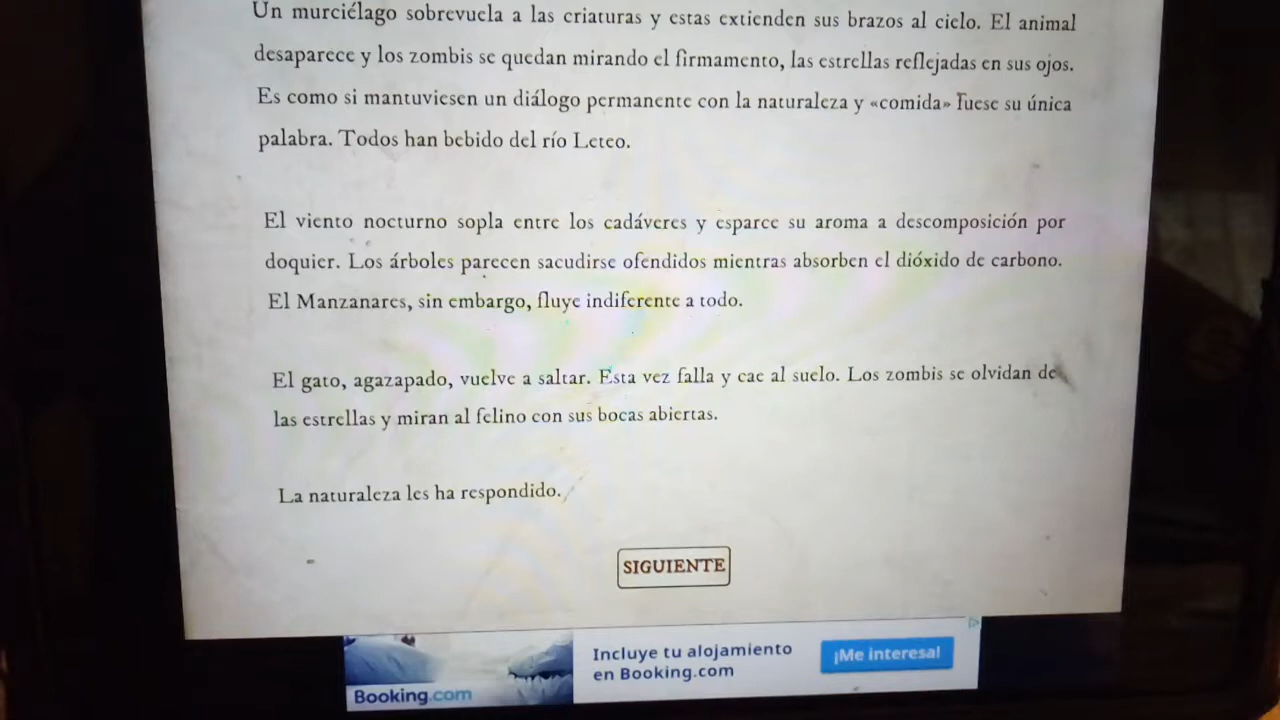 Un murciélago sobrevuela a las criaturas y estas extienden sus brazos al cielo. El animal
desaparece y los zombis se quedan mirando el firmamento, las estrellas reflejadas en sus ojos.
Es como si mantuviesen un diálogo permanente con la naturaleza y «comida» fuese su única
palabra. Todos han bebido del río Leteo.
El viento nocturno sopla entre los cadáveres y esparce su aroma a descomposición por
doquier. Los árboles parecen sacudirse ofendidos mientras absorben el dióxido de carbono.
El Manzanares, sin embargo, fluye indiferente a todo.
El gato, agazapado, vuelve a saltar. Esta vez falla y cae al suelo. Los zombis se olvidan de
las estrellas y miran al felino con sus bocas abiertas.
La naturaleza les ha respondido.
SIGUIENTE
Incluye tu alojamiento
en Booking.com
¡Me interesa!
Booking.com